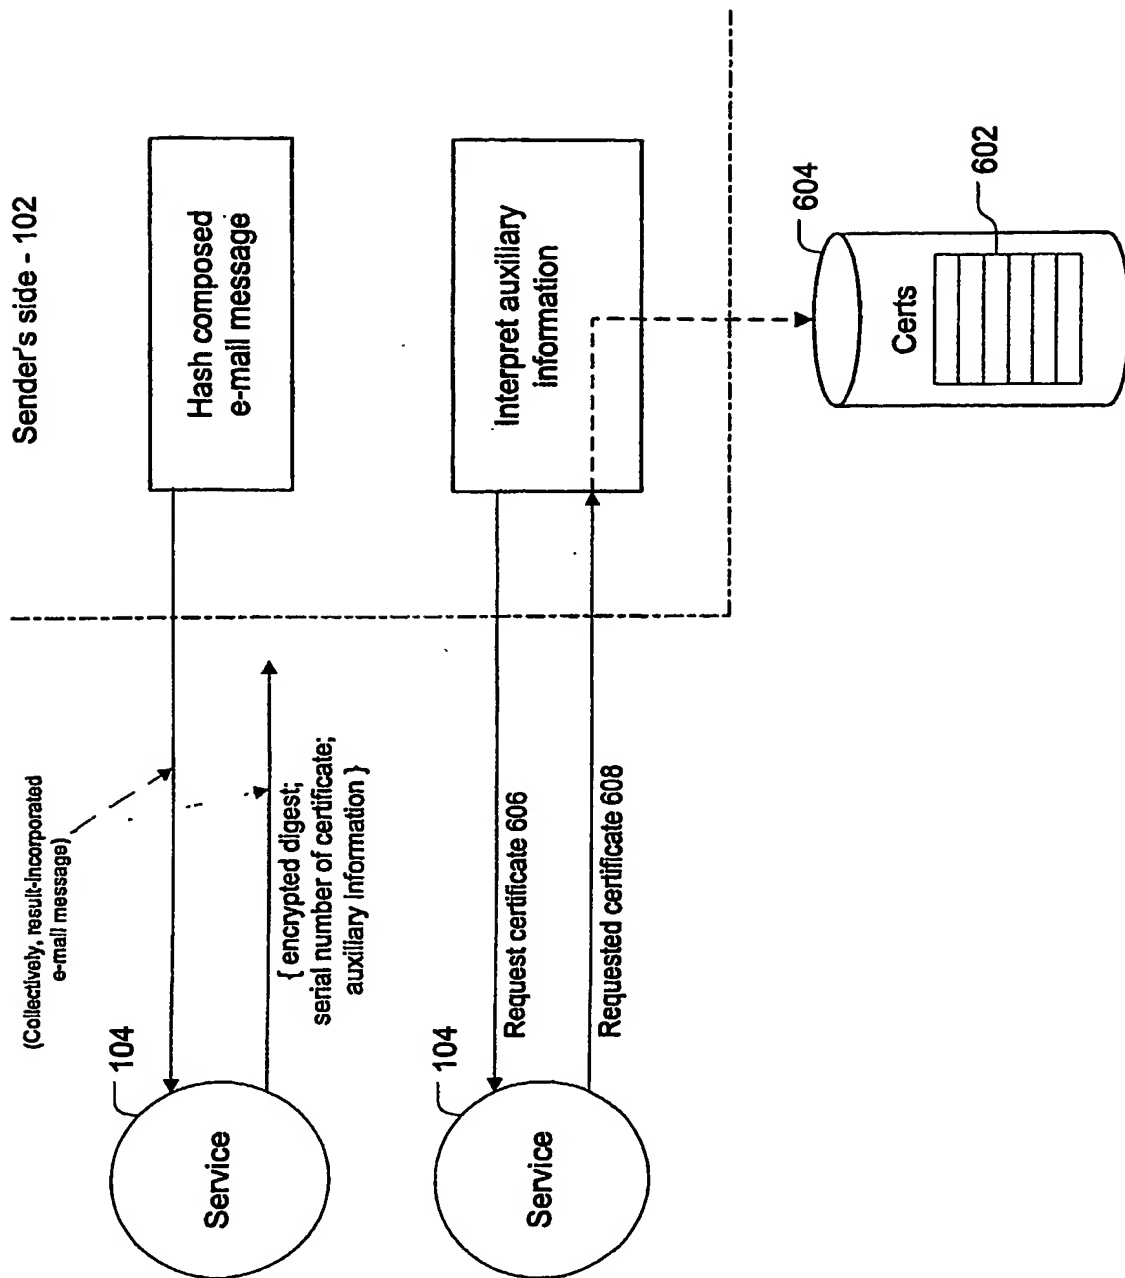 Sender's side - 102
(Collectively, result-incorporated
e-mail message)
104
Service
Hash composed
e-mail message
{ encrypted digest;
serial number of certificate;
auxiliary information }
104
Service
Request certificate 606
Requested certificate 608
Interpret auxiliary
information
604
Certs
602